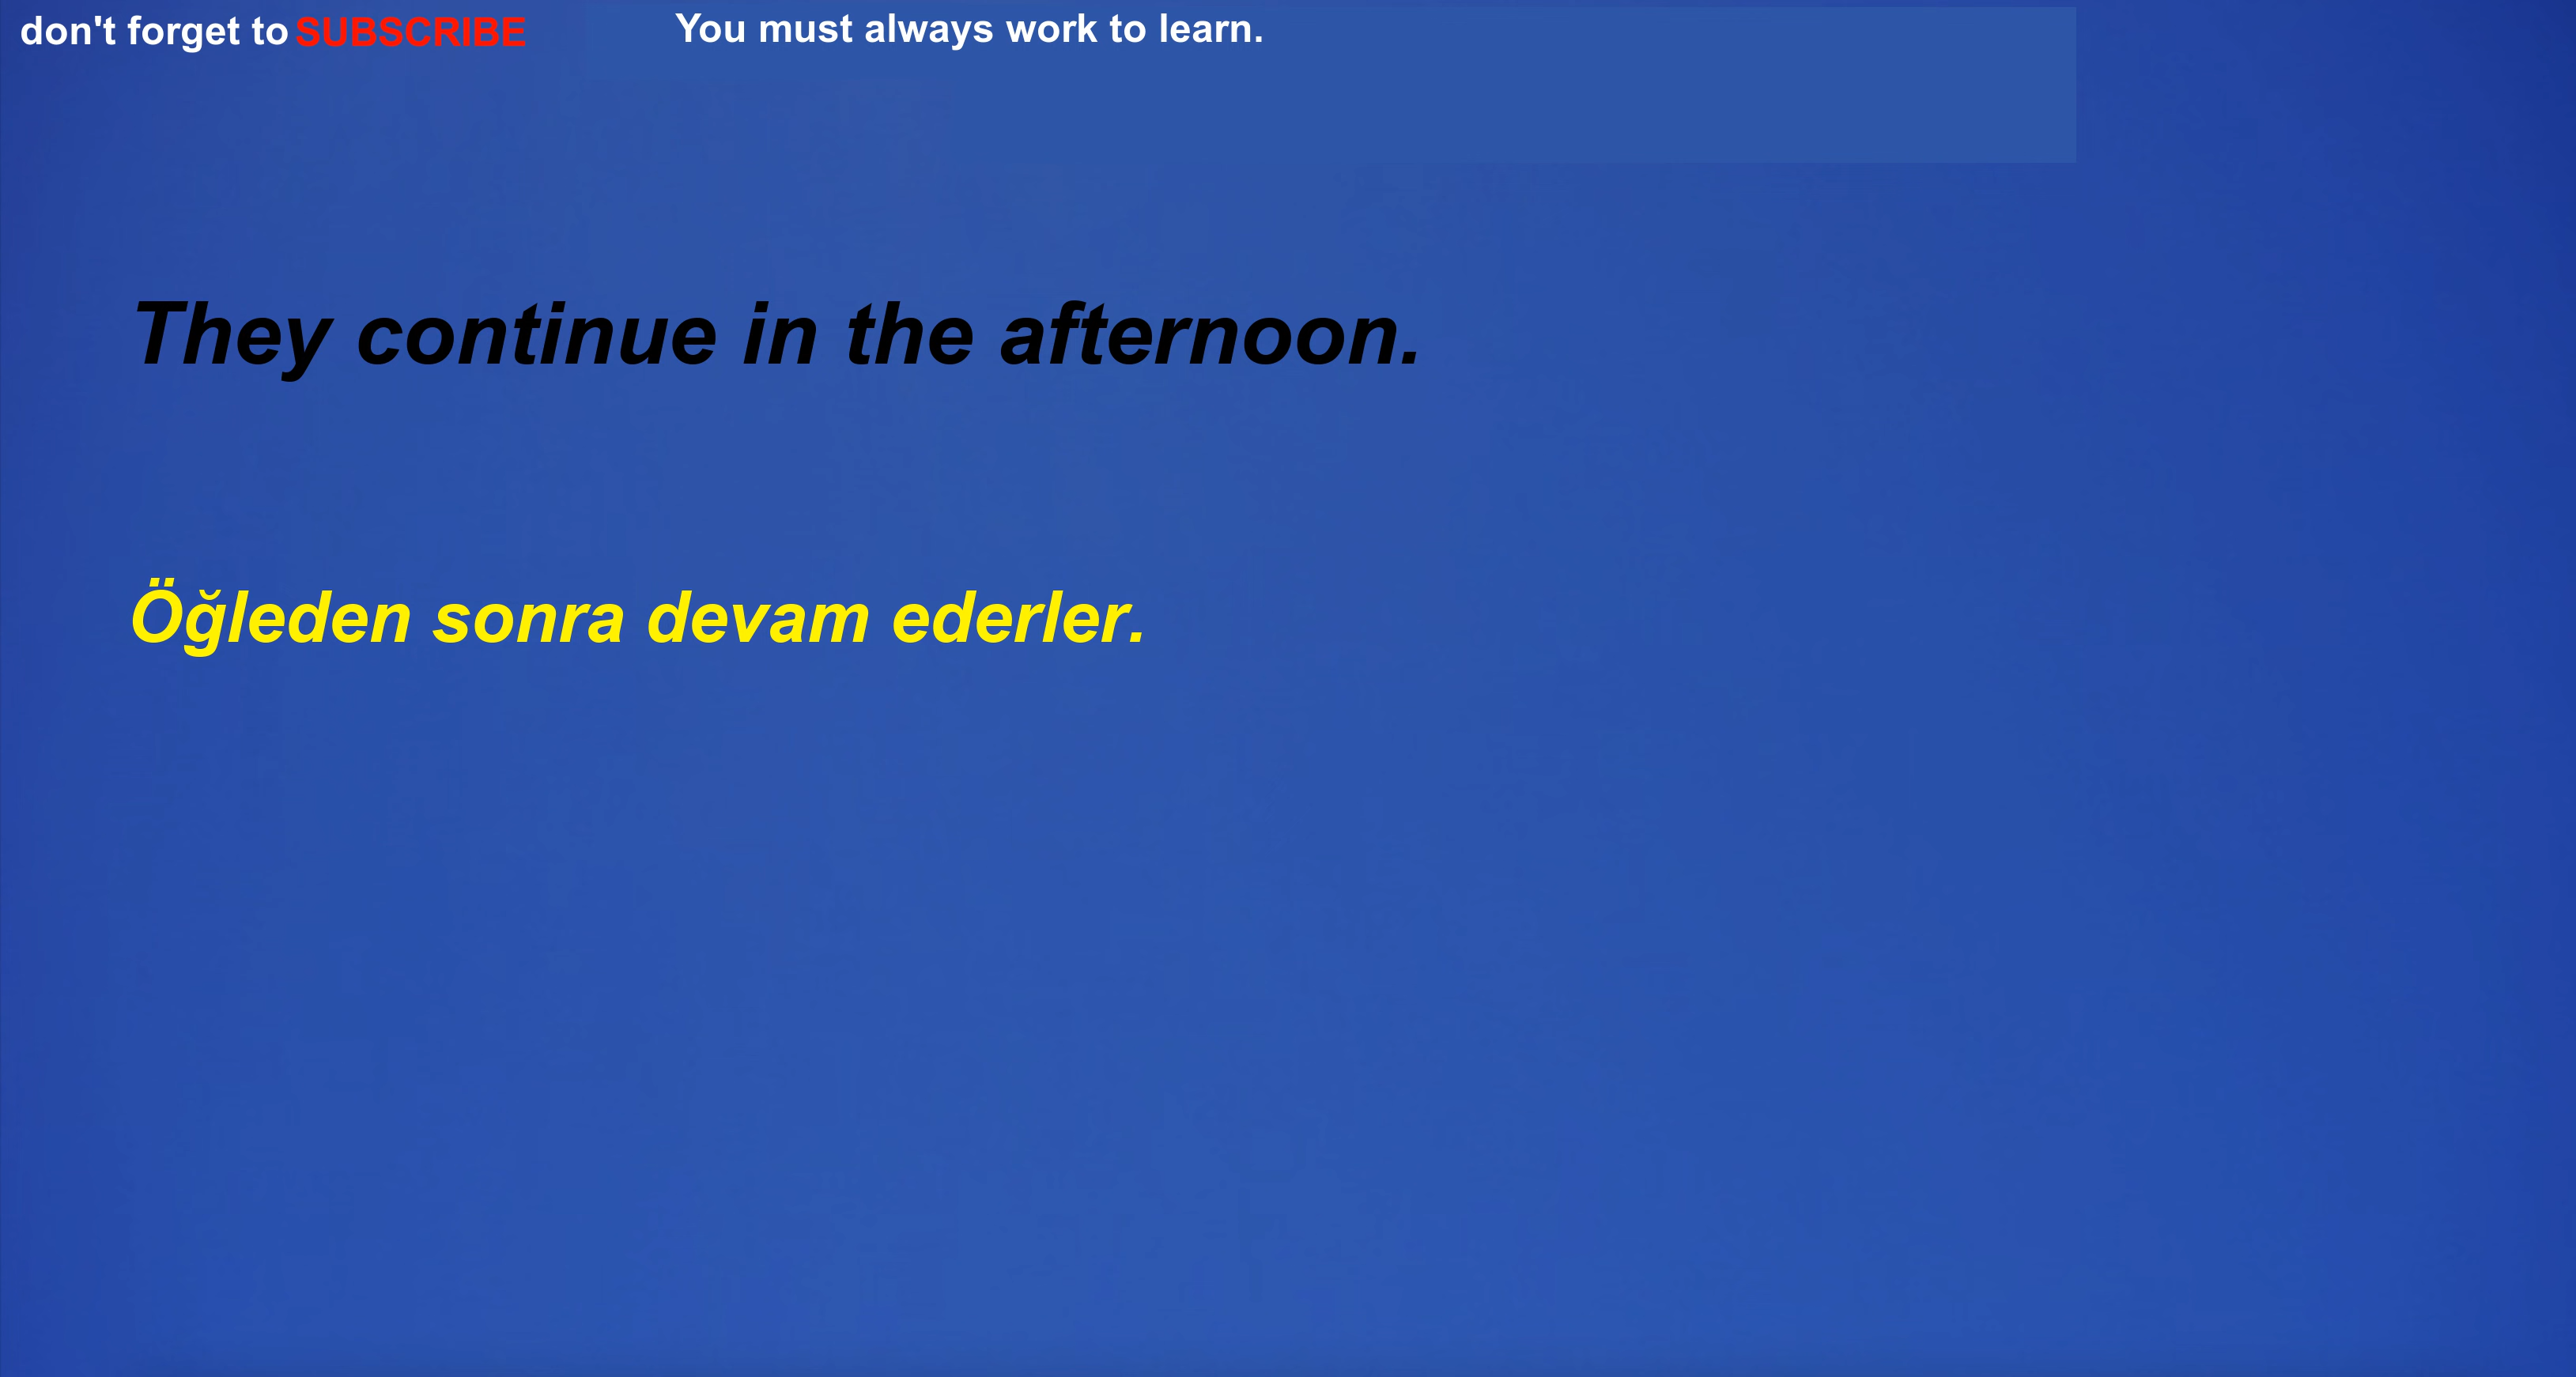 don't forget to SUBSCRIBE You must always work to learn.
They continue in the afternoon.
Öğleden sonra devam ederler.